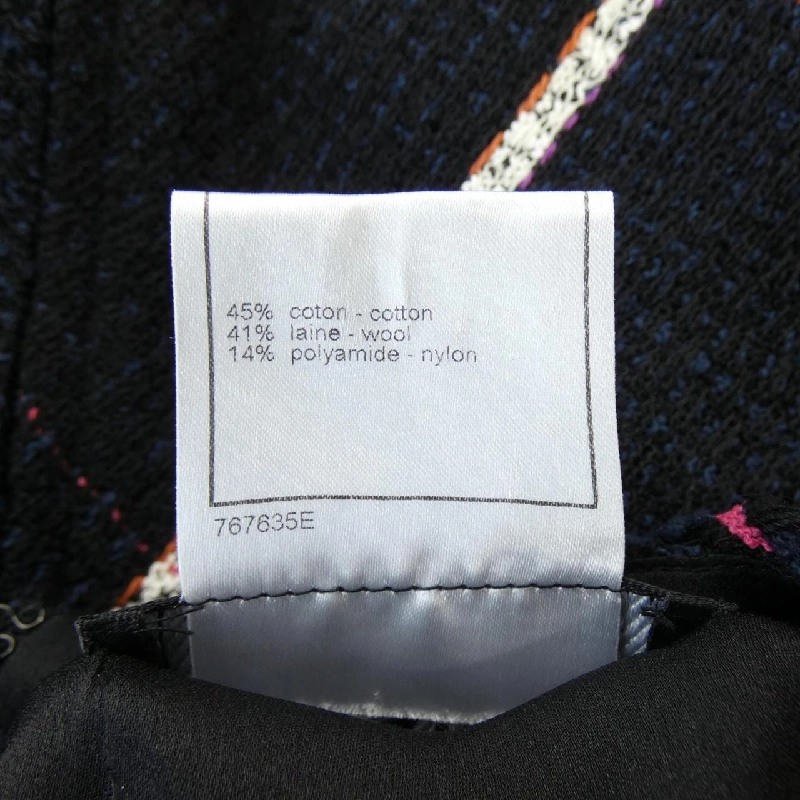 45% coton - cotton
41% laine - wool
14% polyamide - nylon
767635E